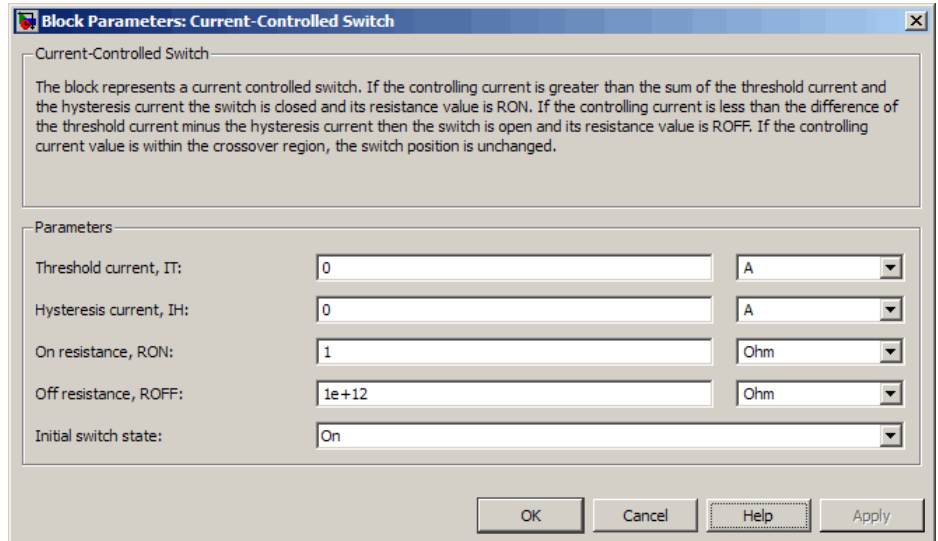 Block Parameters: Current-Controlled Switch
Current-Controlled Switch
The block represents a current controlled switch. If the controlling current is greater than the sum of the threshold current and
the hysteresis current the switch is closed and its resistance value is RON. If the controlling current is less than the difference of
the threshold current minus the hysteresis current then the switch is open and its resistance value is ROFF. If the controlling
current value is within the crossover region, the switch position is unchanged.
Parameters
Threshold current, IT: 0 A
Hysteresis current, IH: 0 A
On resistance, RON: 1 Ohm
Off resistance, ROFF: 1e+12 Ohm
Initial switch state: On
OK Cancel Help Apply